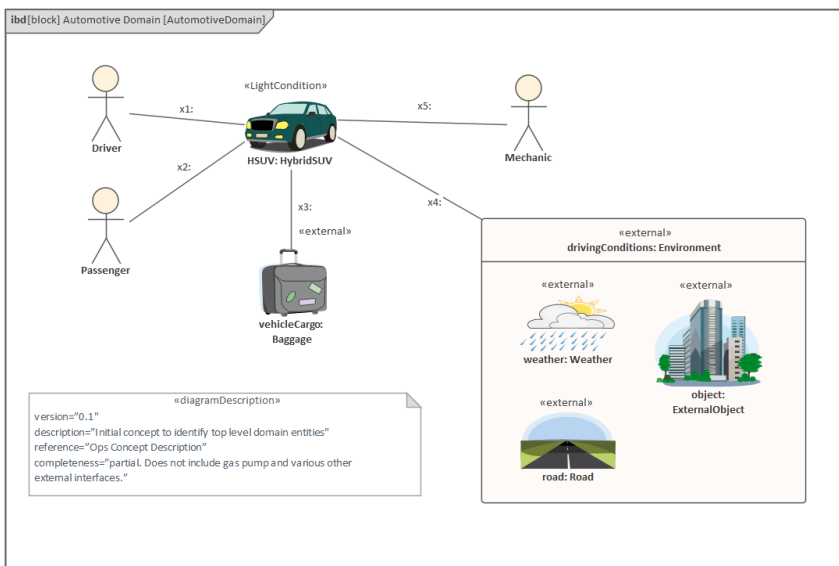 ibd [block] Automotive Domain [AutomotiveDomain]
«LightCondition»
x1:
x5:
Driver
HSUV: HybridSUV
Mechanic
x2:
x3:
x4:
«external»
Passenger
vehicleCargo:
Baggage
«external»
drivingConditions: Environment
«external»
weather: Weather
«external»
object:
ExternalObject
«external»
road: Road
«diagramDescription»
version="0.1"
description="Initial concept to identify top level domain entities"
reference="Ops Concept Description"
completeness="partial. Does not include gas pump and various other
external interfaces."